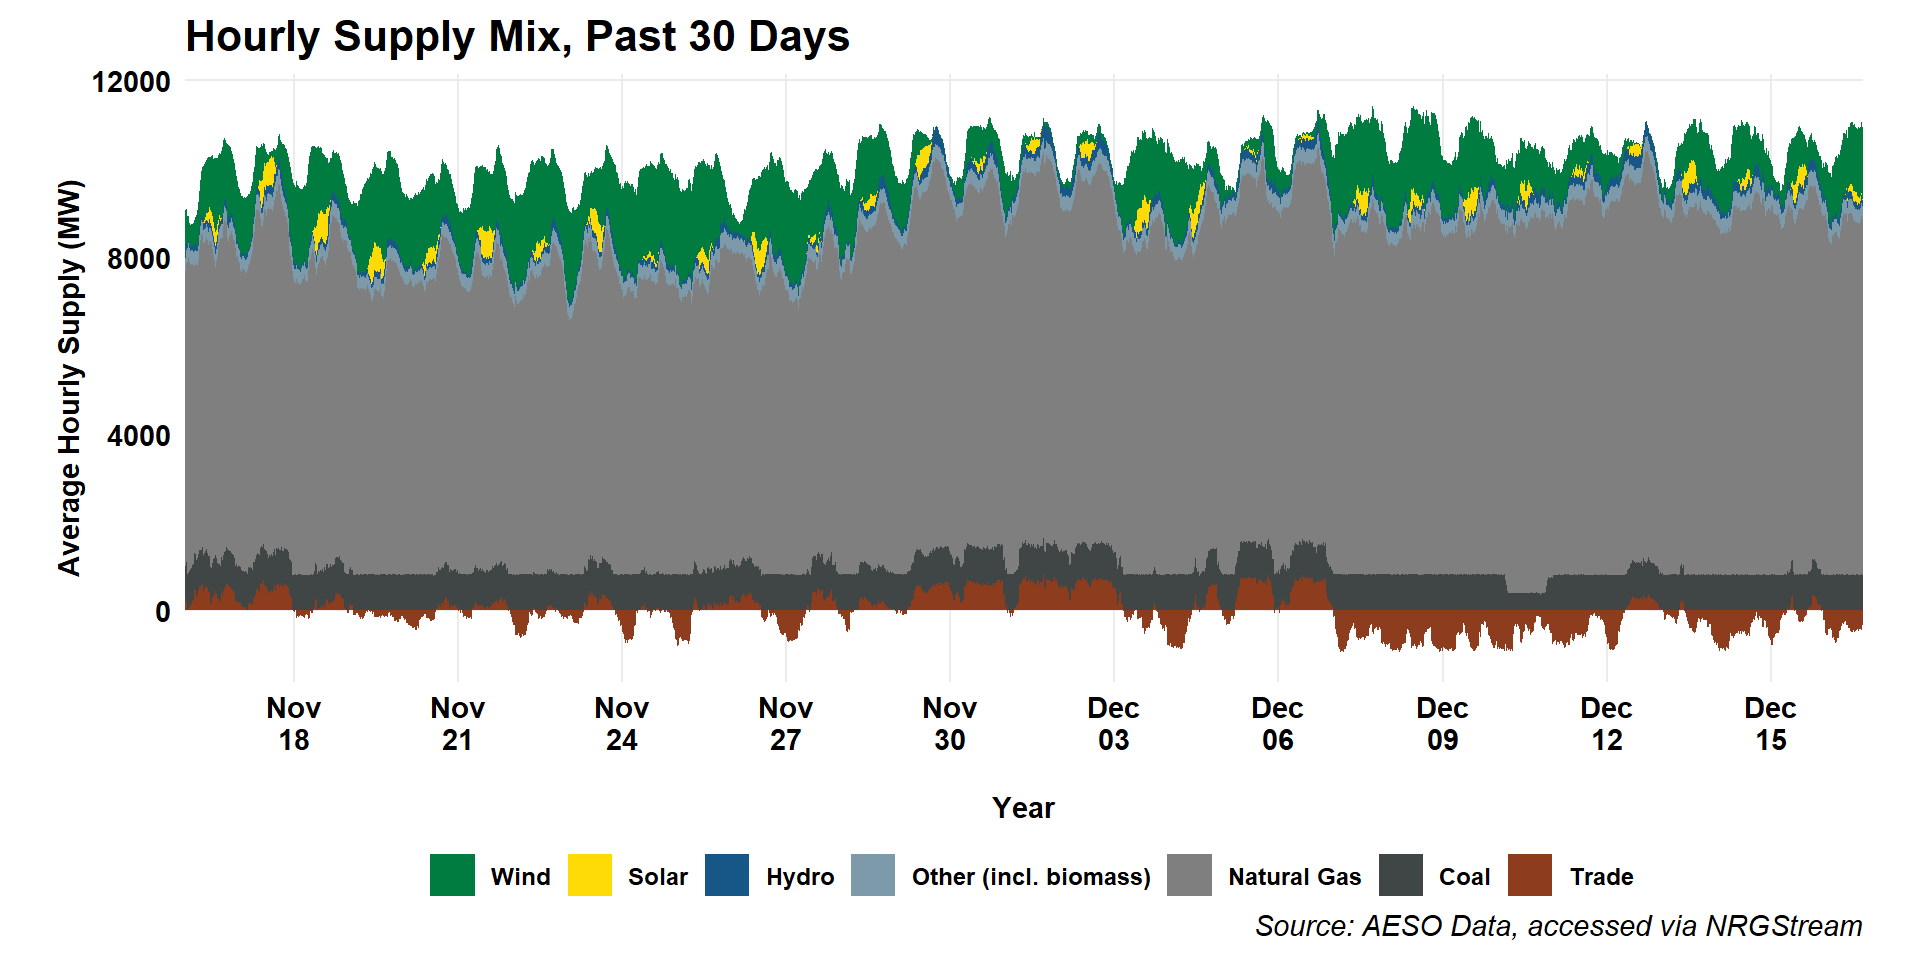 Hourly Supply Mix, Past 30 Days
12000
8000
4000
0
Average Hourly Supply (MW)
Nov
18
Nov
21
Nov
24
Nov
27
Nov
30
Dec
03
Dec
06
Dec
09
Dec
12
Dec
15
Year
Wind
Solar
Hydro
Other (incl. biomass)
Natural Gas
Coal
Trade
Source: AESO Data, accessed via NRGStream